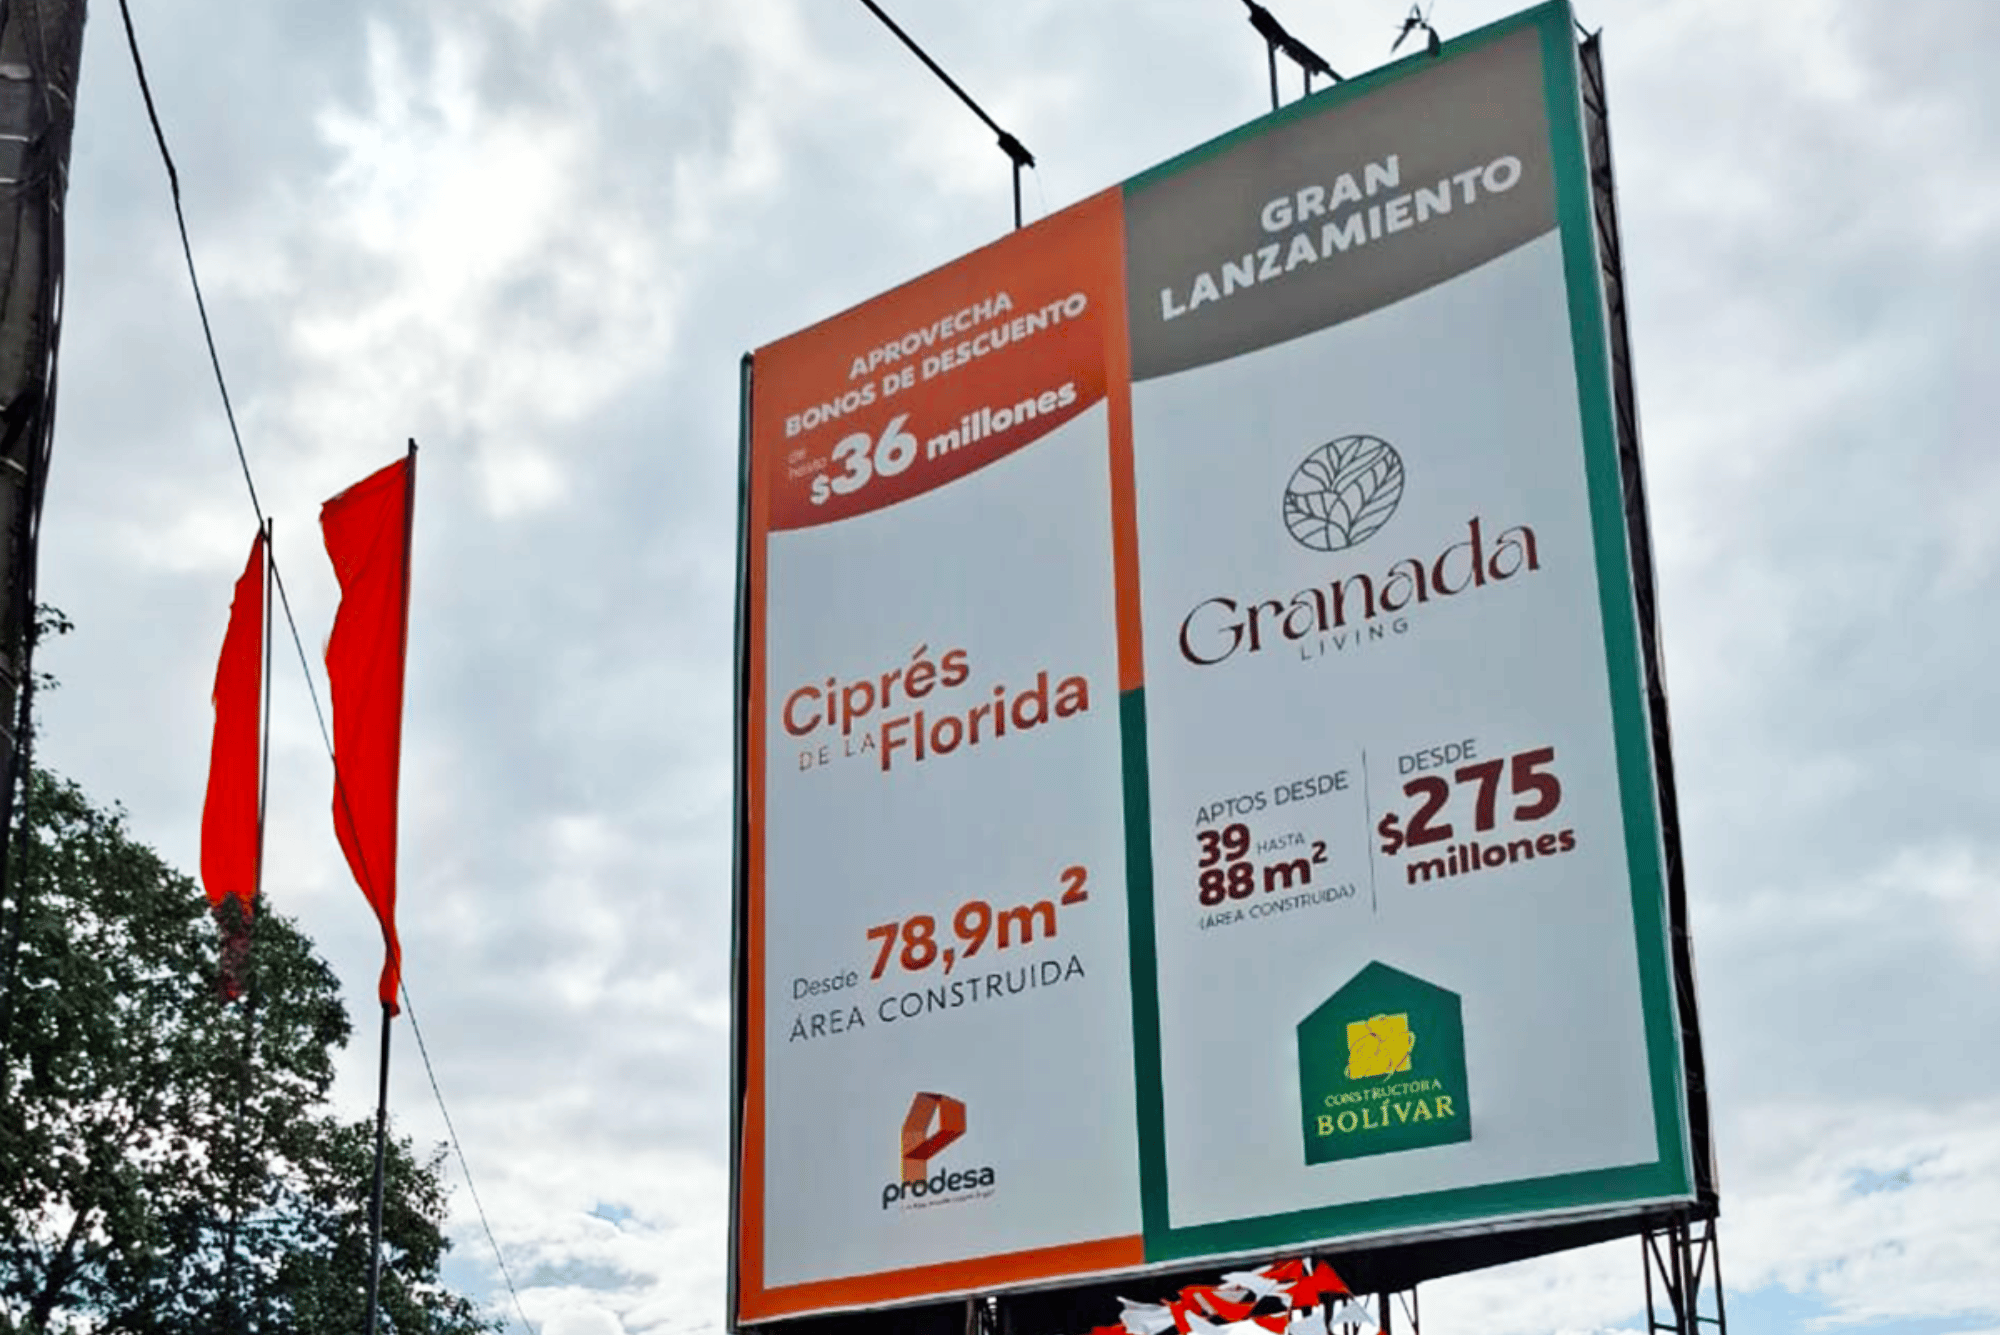 APROVECHA
BONOS DE DESCUENTO
de
hasta
$36 millones
Ciprés
DE LA Florida
Desde 78,9m²
ÁREA CONSTRUIDA
prodesa
GRAN
LANZAMIENTO
Granada
LIVING
APTOS DESDE
39 HASTA
88 m²
(ÁREA CONSTRUIDA)
DESDE
$275
millones
CONSTRUCTORA
BOLÍVAR